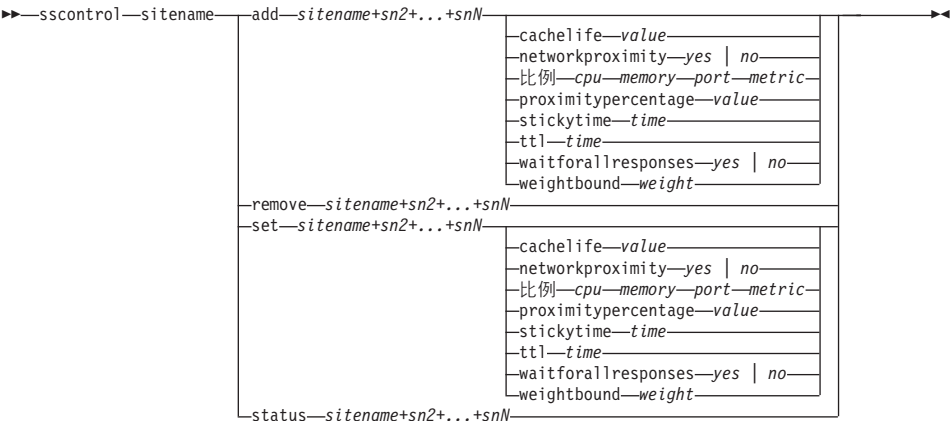 sscontrol sitename add sitename+sn2+...+snN
cachelife value
networkproximity yes | no
比例 cpu memory port metric
proximitypercentage value
stickytime time
ttl time
waitforallresponses yes | no
weightbound weight
remove sitename+sn2+...+snN
set sitename+sn2+...+snN
cachelife value
networkproximity yes | no
比例 cpu memory port metric
proximitypercentage value
stickytime time
ttl time
waitforallresponses yes | no
weightbound weight
status sitename+sn2+...+snN